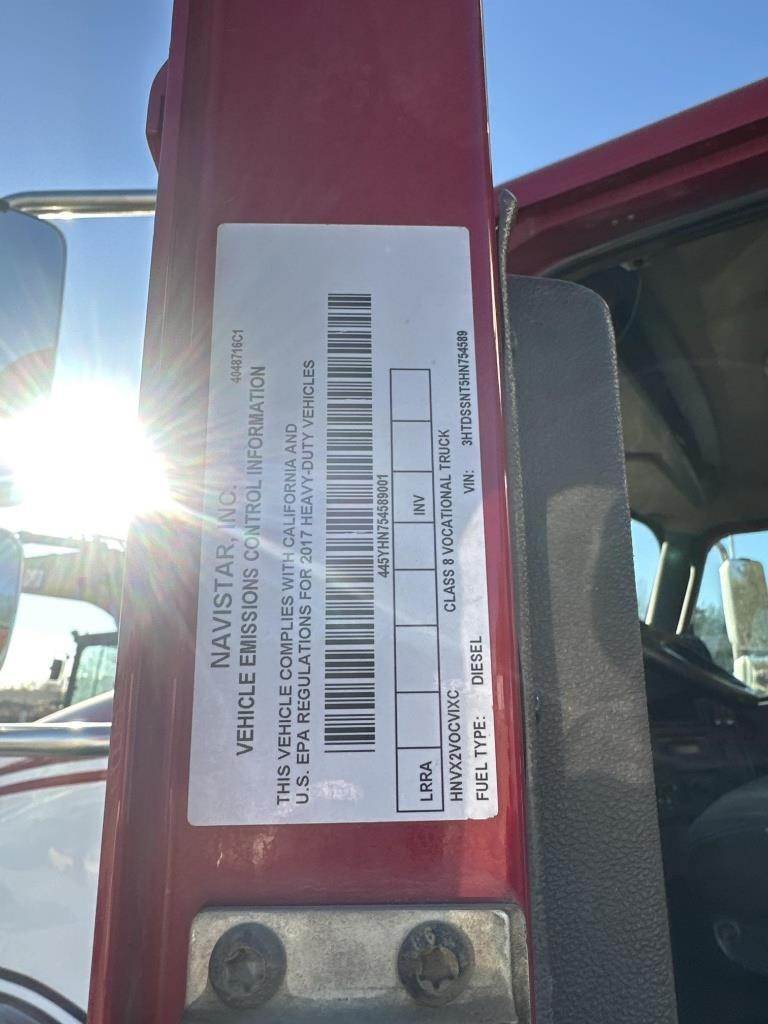 NAVISTAR, INC.
4048716C1
VEHICLE EMISSIONS CONTROL INFORMATION
THIS VEHICLE COMPLIES WITH CALIFORNIA AND
U.S. EPA REGULATIONS FOR 2017 HEAVY-DUTY VEHICLES
445YHN754589001
LRRA INV
HNVX2VOCVIXC CLASS 8 VOCATIONAL TRUCK
FUEL TYPE: DIESEL VIN: 3HTDSSNT5HN754589